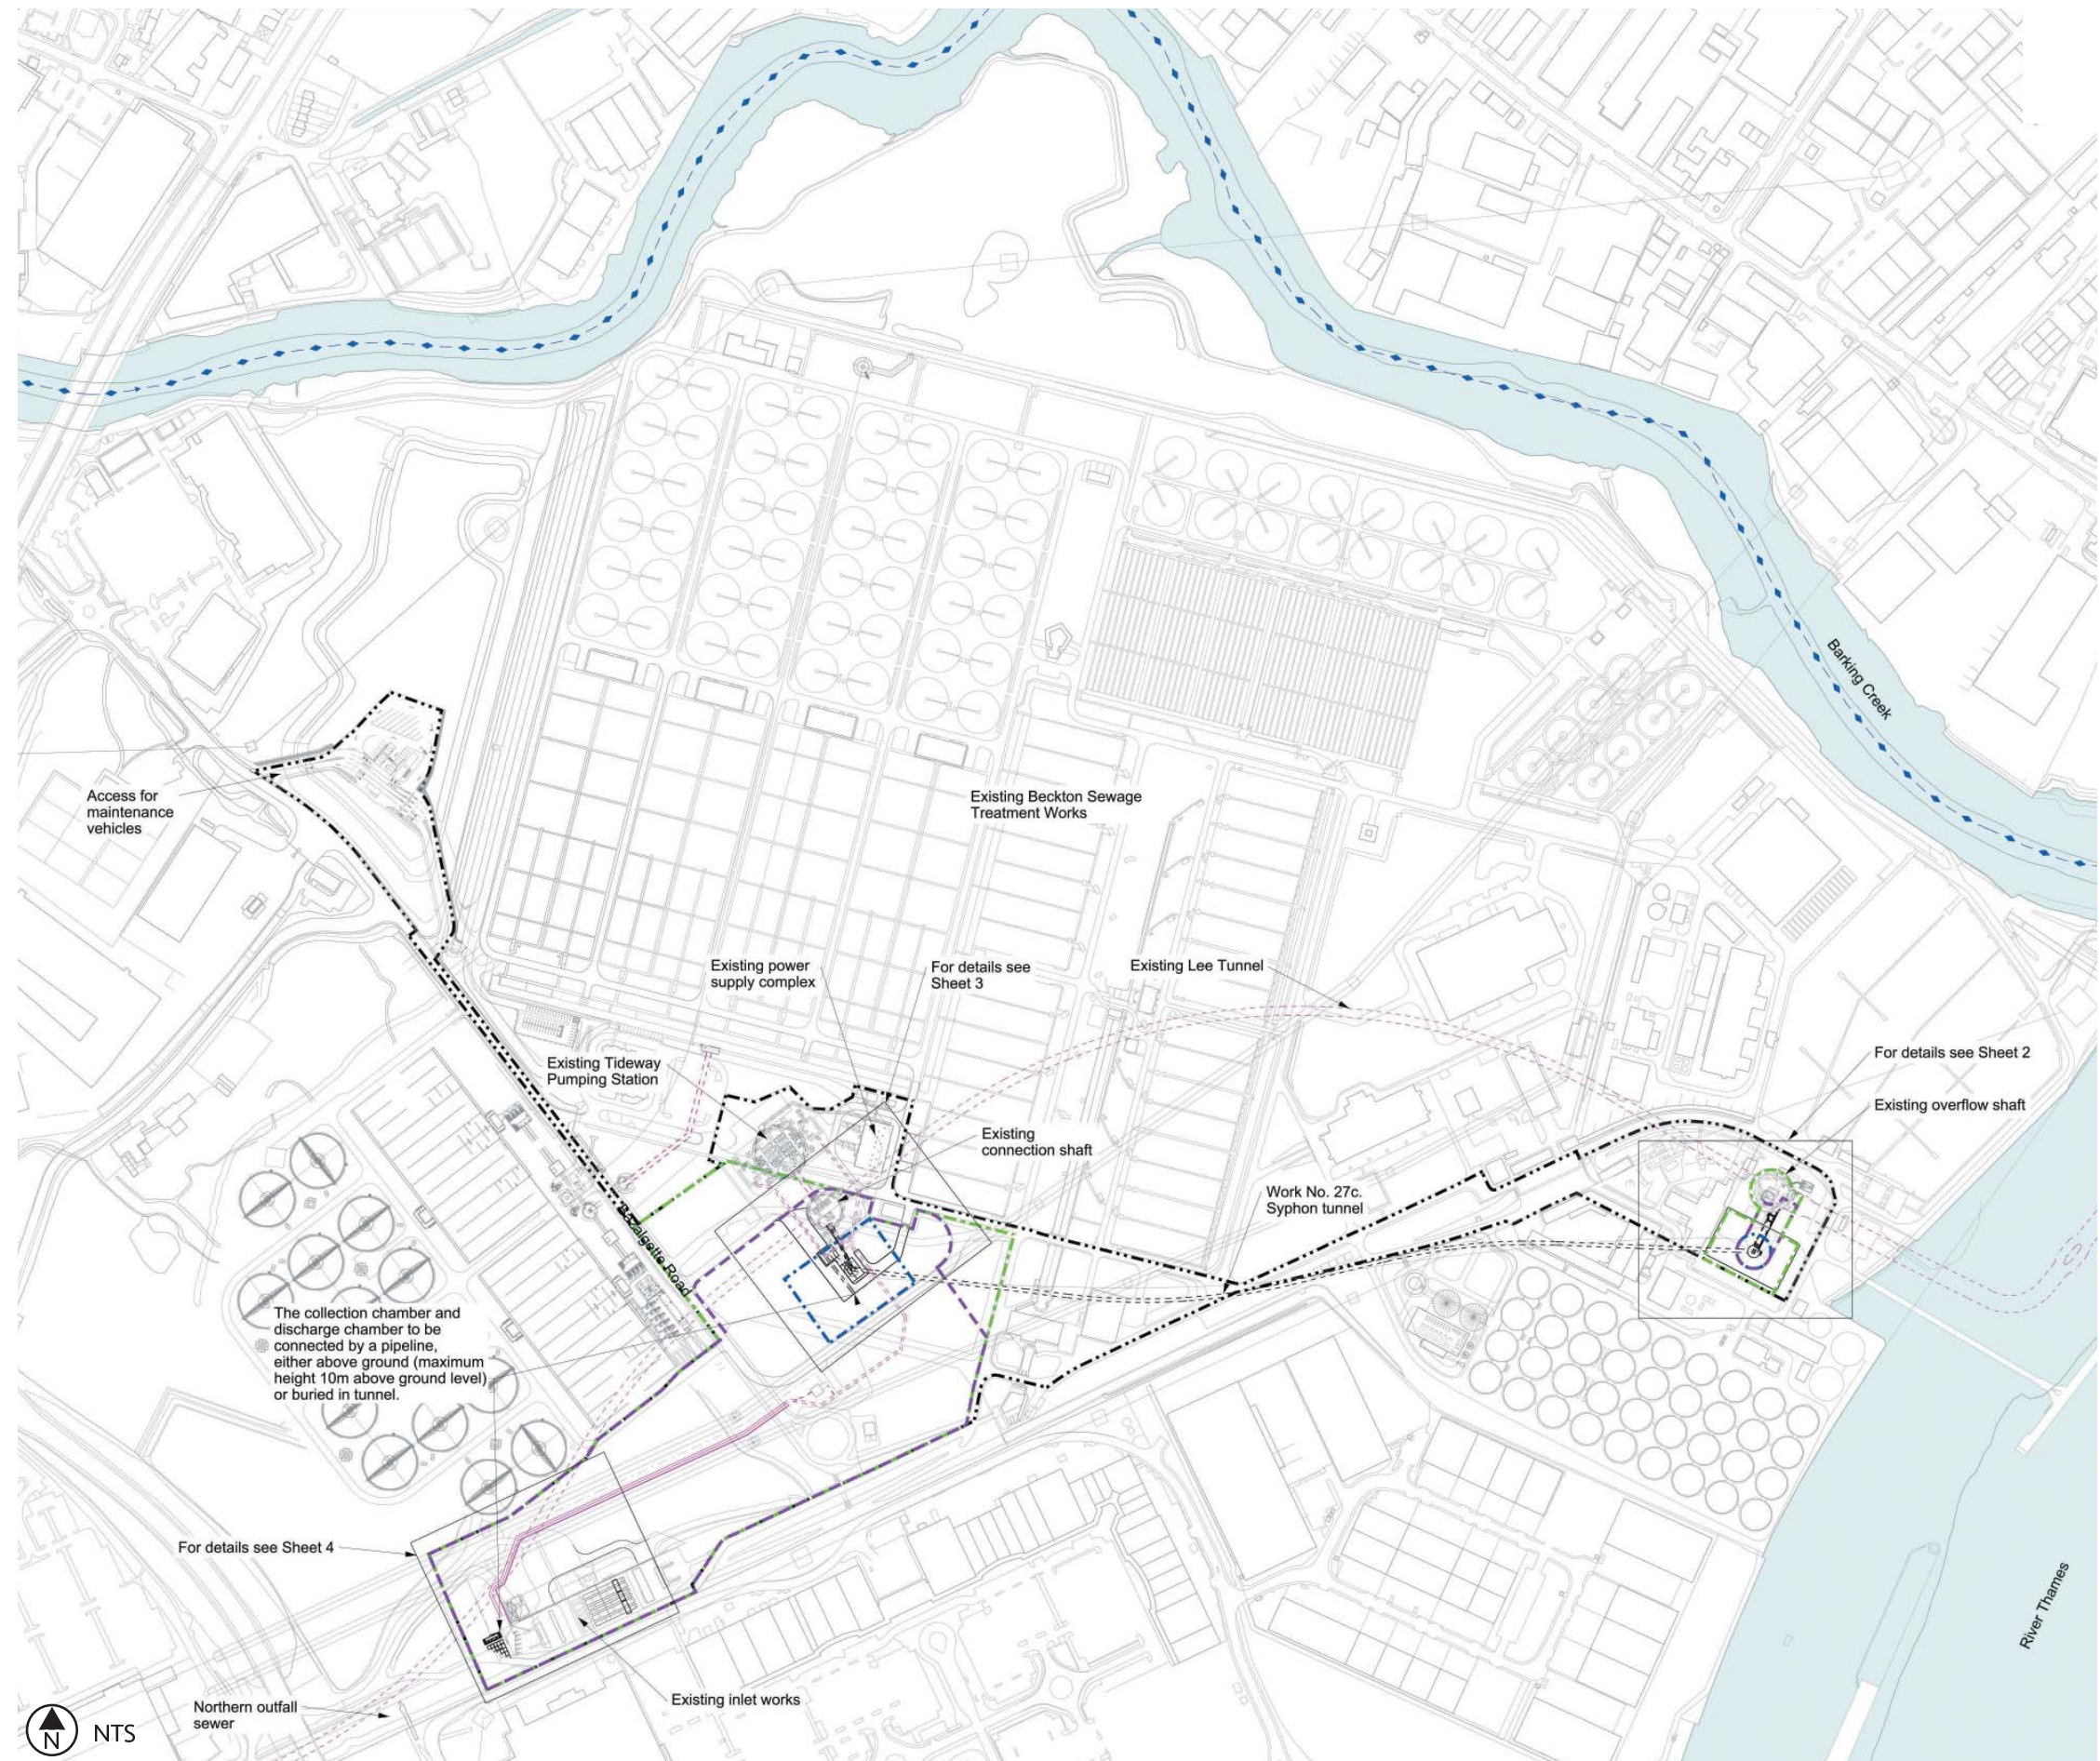 Barking Creek
Access for
maintenance
vehicles
Existing Beckton Sewage
Treatment Works
Existing power
supply complex
For details see
Sheet 3
Existing Lee Tunnel
Existing Tideway
Pumping Station
For details see Sheet 2
Existing overflow shaft
Existing
connection shaft
Work No. 27c.
Syphon tunnel
Bazalgette Road
The collection chamber and
discharge chamber to be
connected by a pipeline,
either above ground (maximum
height 10m above ground level)
or buried in tunnel.
For details see Sheet 4
River Thames
Existing inlet works
Northern outfall
sewer
N
NTS